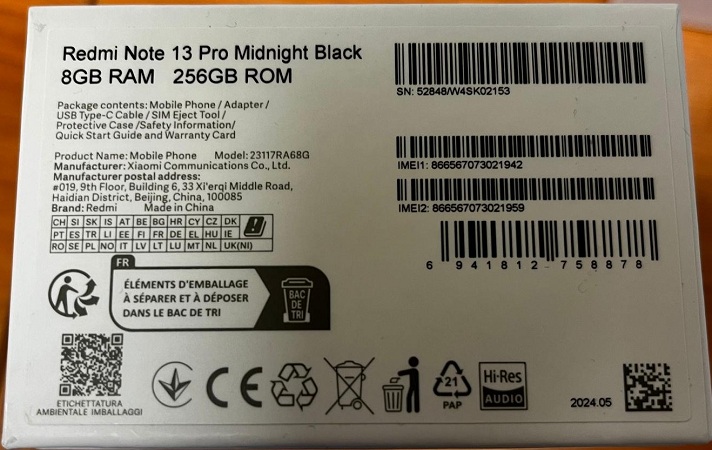 Redmi Note 13 Pro Midnight Black
8GB RAM 256GB ROM
Package contents: Mobile Phone / Adapter /
USB Type-C Cable / SIM Eject Tool /
Protective Case /Safety Information/
Quick Start Guide and Warranty Card
Product Name: Mobile Phone Model: 23117RA68G
Manufacturer: Xiaomi Communications Co., Ltd.
Manufacturer postal address:
#019, 9th Floor, Building 6, 33 Xi'erqi Middle Road,
Haidian District, Beijing, China, 100085
Brand: Redmi Made in China
CH SI SK IS AT BE BG HR CY CZ DK
PT ES TR LI EE FI FR DE EL HU IE
RO SE PL NO IT LV LT LU MT NL UK(NI)
FR
ÉLÉMENTS D'EMBALLAGE
À SÉPARER ET À DÉPOSER
DANS LE BAC DE TRI
BAC
DE
TRI
ETICHETTATURA
AMBIENTALE IMBALLAGGI
CE
21
PAP
Hi-Res
AUDIO
2024.05
SN: 52848/W4SK02153
IMEI1: 866567073021942
IMEI2: 866567073021959
6 941812 758878